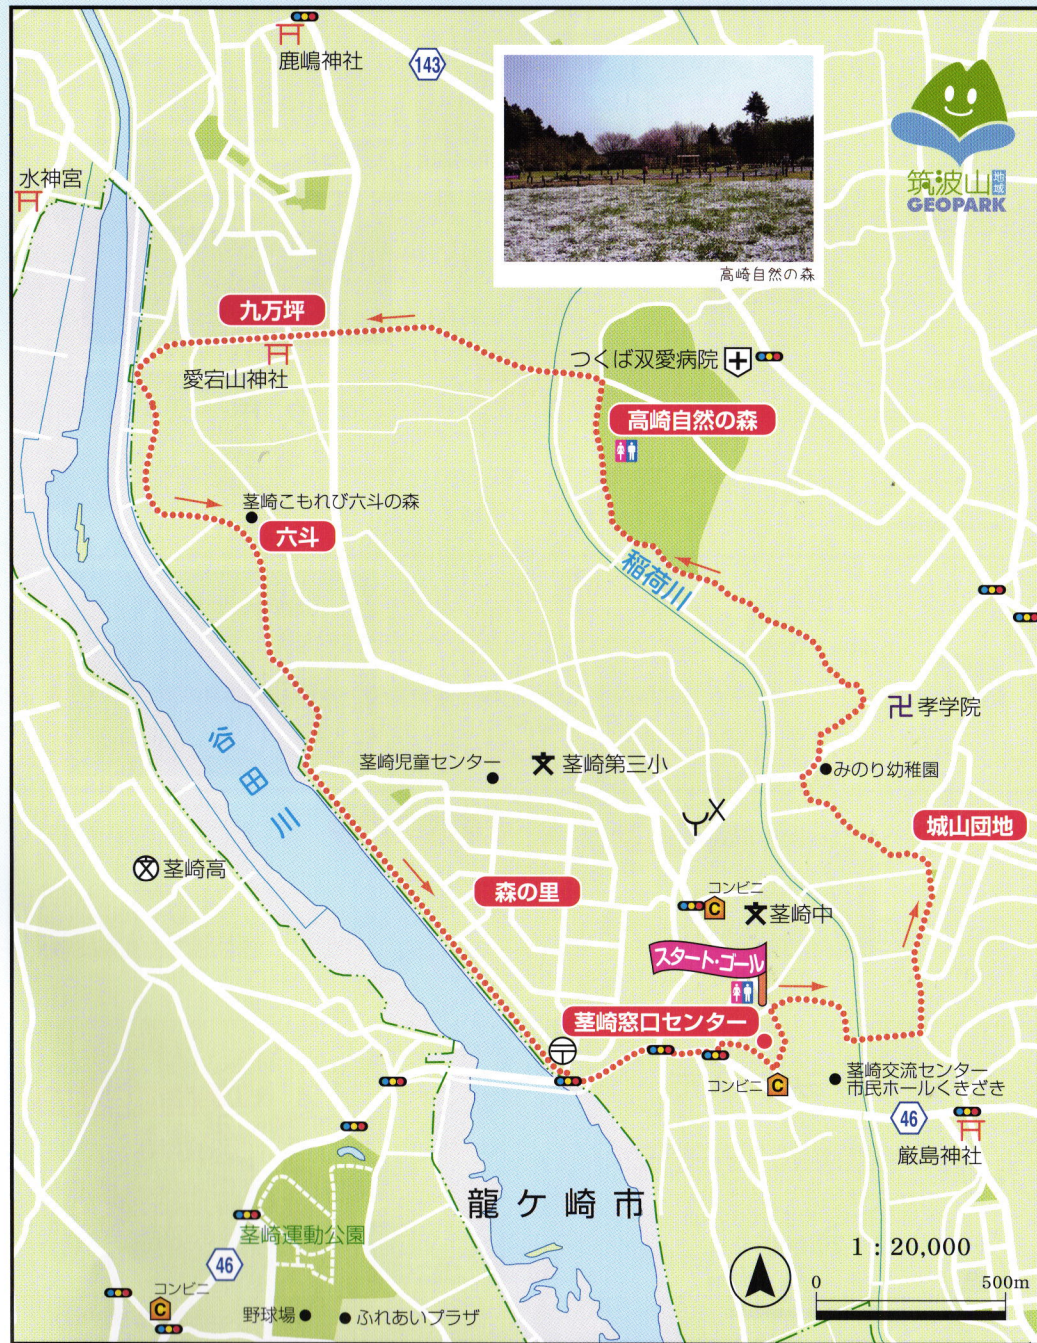 鹿嶋神社
143
水神宮
高崎自然の森
筑波山地域
GEOPARK
九万坪
愛宕山神社
つくば双愛病院
高崎自然の森
茎崎こもれび六斗の森
六斗
稲荷川
孝学院
谷田川
茎崎児童センター
茎崎第三小
みのり幼稚園
城山団地
茎崎高
森の里
コンビニ
C
茎崎中
スタート・ゴール
茎崎窓口センター
コンビニ
C
茎崎交流センター
市民ホールくきざき
46
厳島神社
龍ケ崎市
茎崎運動公園
46
コンビニ
C
野球場
ふれあいプラザ
1 : 20,000
0 500m